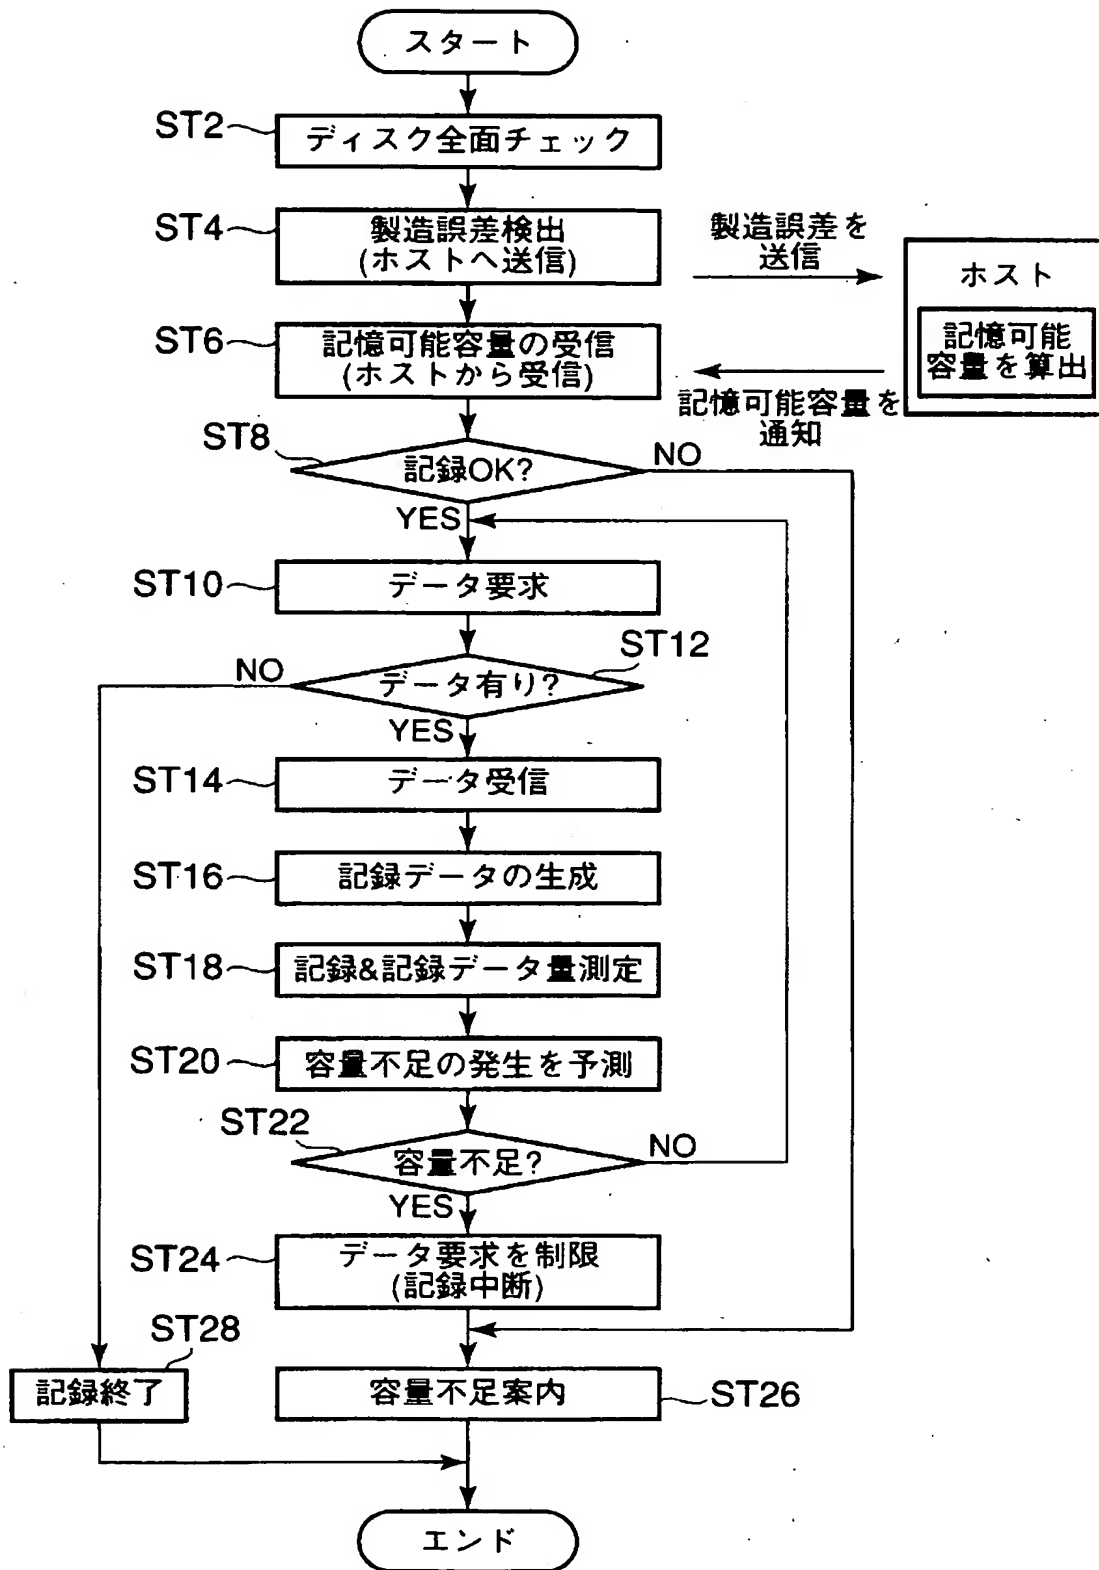 スタート
ST2
ディスク全面チェック
ST4
製造誤差検出
(ホストへ送信)
製造誤差を
送信
ホスト
記憶可能
容量を算出
ST6
記憶可能容量の受信
(ホストから受信)
記憶可能容量を
通知
ST8
記録OK?
NO
YES
ST10
データ要求
ST12
NO
データ有り?
YES
ST14
データ受信
ST16
記録データの生成
ST18
記録&記録データ量測定
ST20
容量不足の発生を予測
ST22
容量不足?
NO
YES
ST24
データ要求を制限
(記録中断)
ST28
記録終了
容量不足案内
ST26
エンド